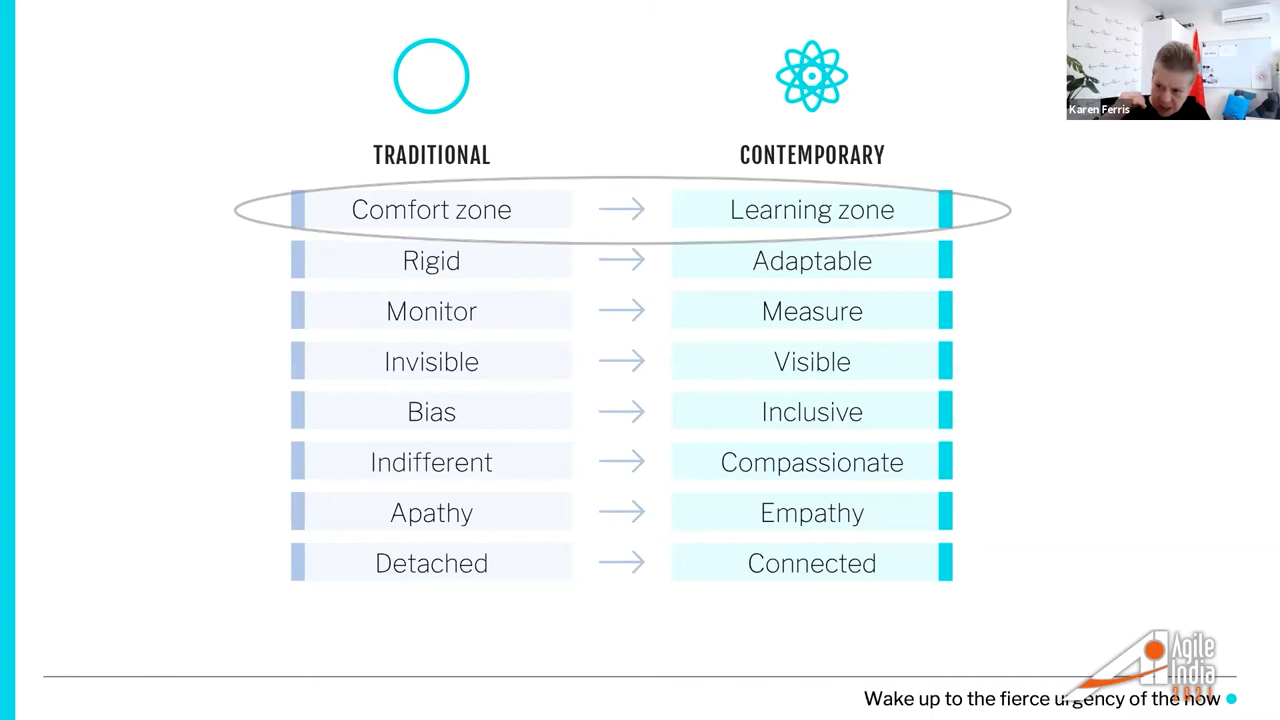 Karen Ferris
TRADITIONAL
CONTEMPORARY
Comfort zone → Learning zone
Rigid → Adaptable
Monitor → Measure
Invisible → Visible
Bias → Inclusive
Indifferent → Compassionate
Apathy → Empathy
Detached → Connected
Agile
India
2021
Wake up to the fierce urgency of the now